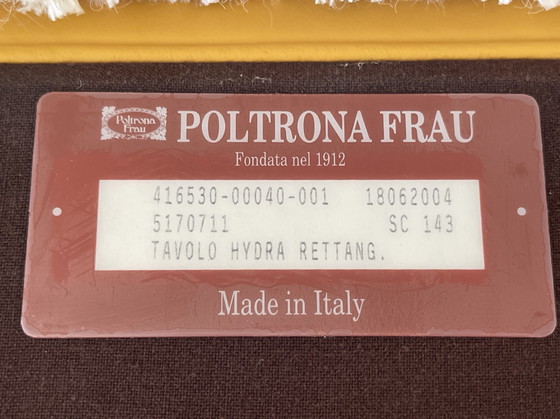 Poltrona
Frau
POLTRONA FRAU
Fondata nel 1912
416530-00040-001 18062004
5170711 SC 143
TAVOLO HYDRA RETTANG.
Made in Italy